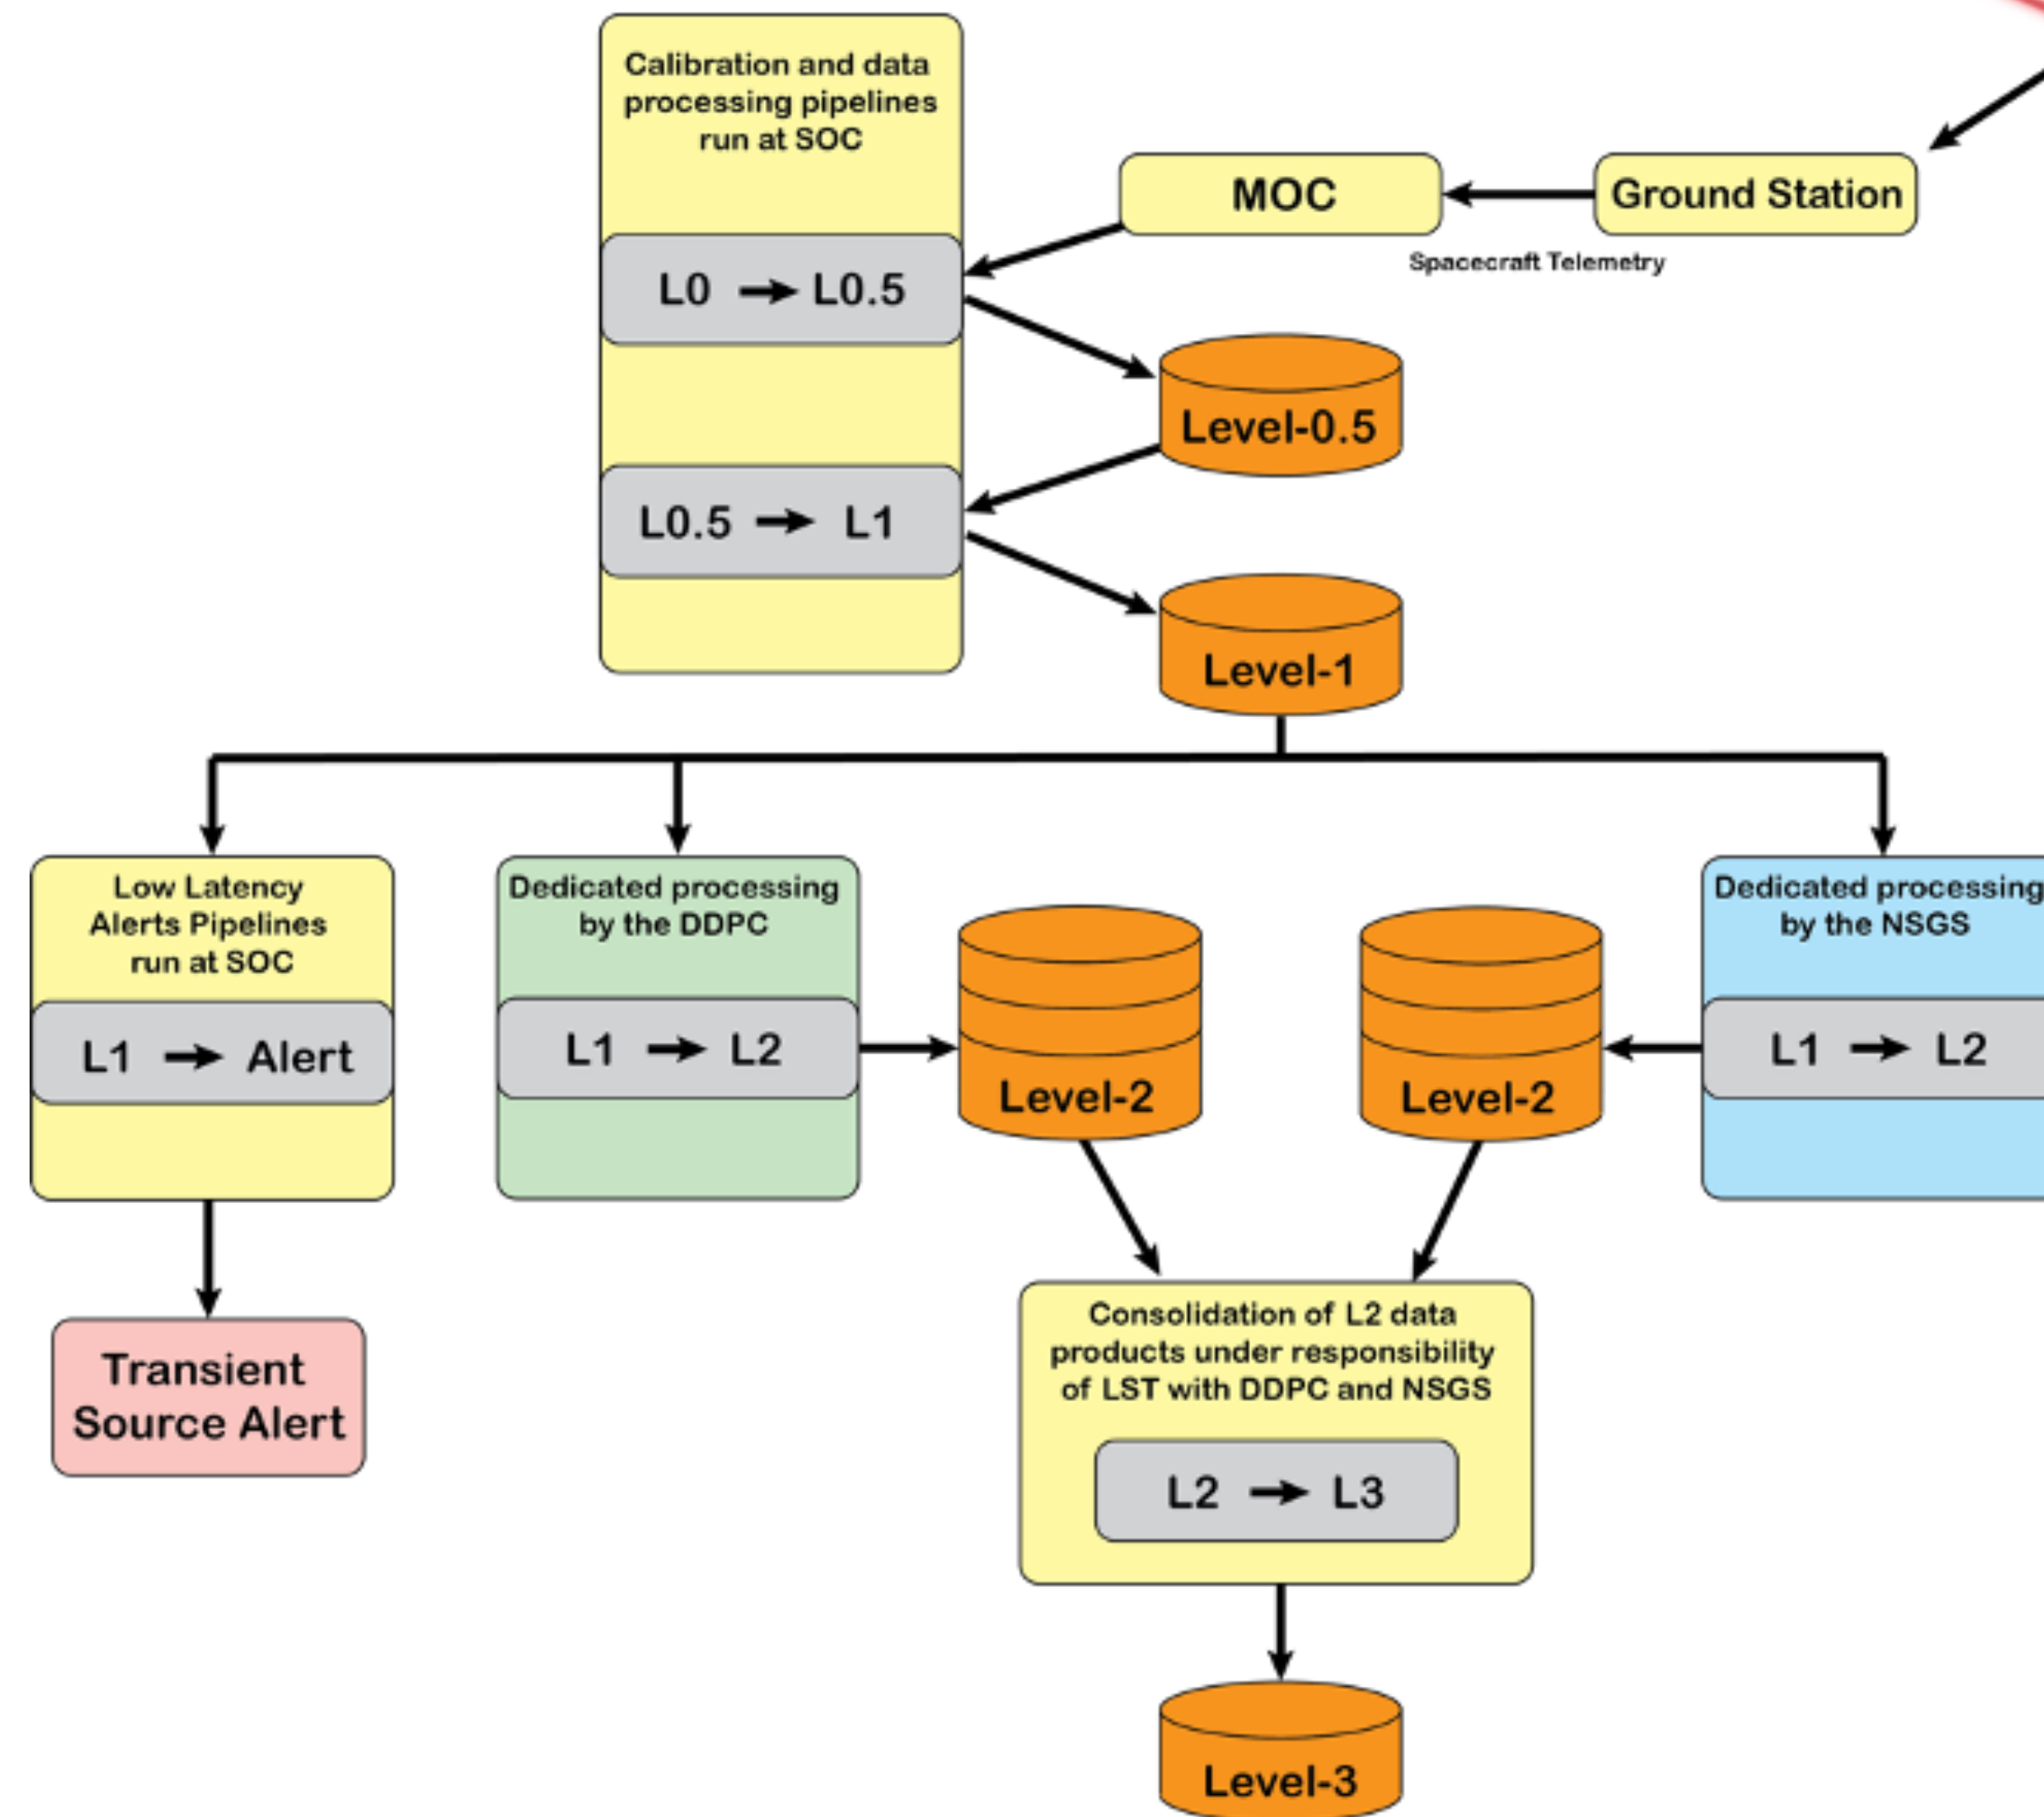 Calibration and data
processing pipelines
run at SOC
MOC
Ground Station
Spacecraft Telemetry
L0 → L0.5
Level-0.5
L0.5 → L1
Level-1
Low Latency
Alerts Pipelines
run at SOC
L1 → Alert
Dedicated processing
by the DDPC
L1 → L2
Level-2
Level-2
Dedicated processing
by the NSGS
L1 → L2
Transient
Source Alert
Consolidation of L2 data
products under responsibility
of LST with DDPC and NSGS
L2 → L3
Level-3